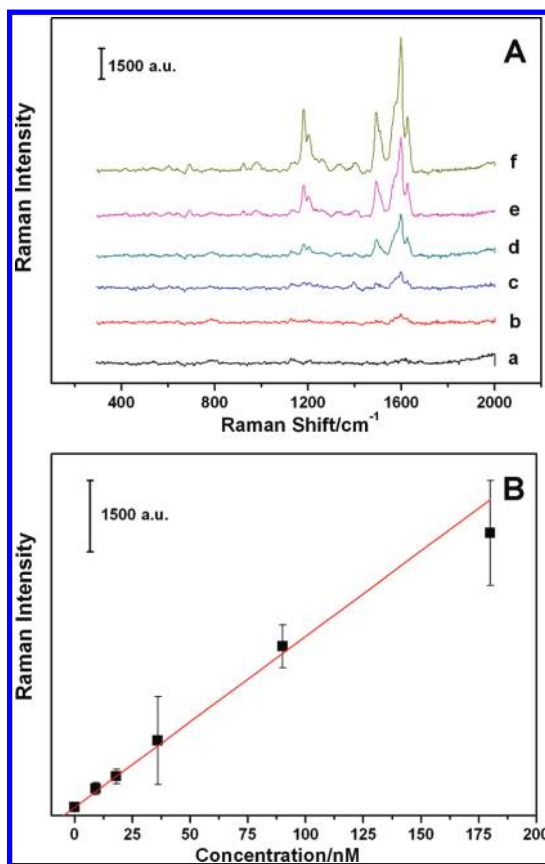 A
1500 a.u.
Raman Intensity
f
e
d
c
b
a
400 800 1200 1600 2000
Raman Shift/cm⁻¹
B
1500 a.u.
Raman Intensity
0 25 50 75 100 125 150 175 200
Concentration/nM